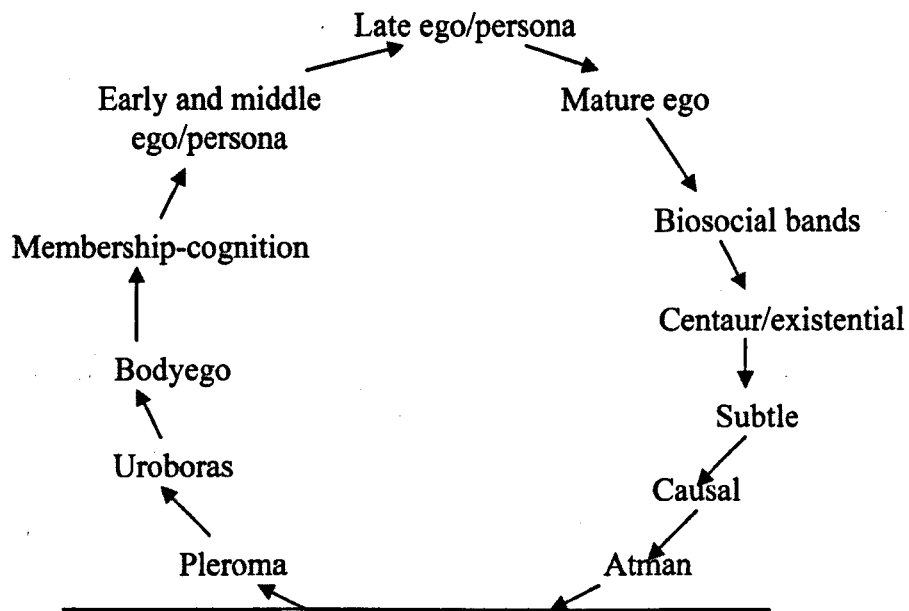 Late ego/persona
Early and middle
ego/persona
Mature ego
Membership-cognition
Biosocial bands
Centaur/existential
Bodyego
Subtle
Uroboras
Causal
Pleroma
Atman